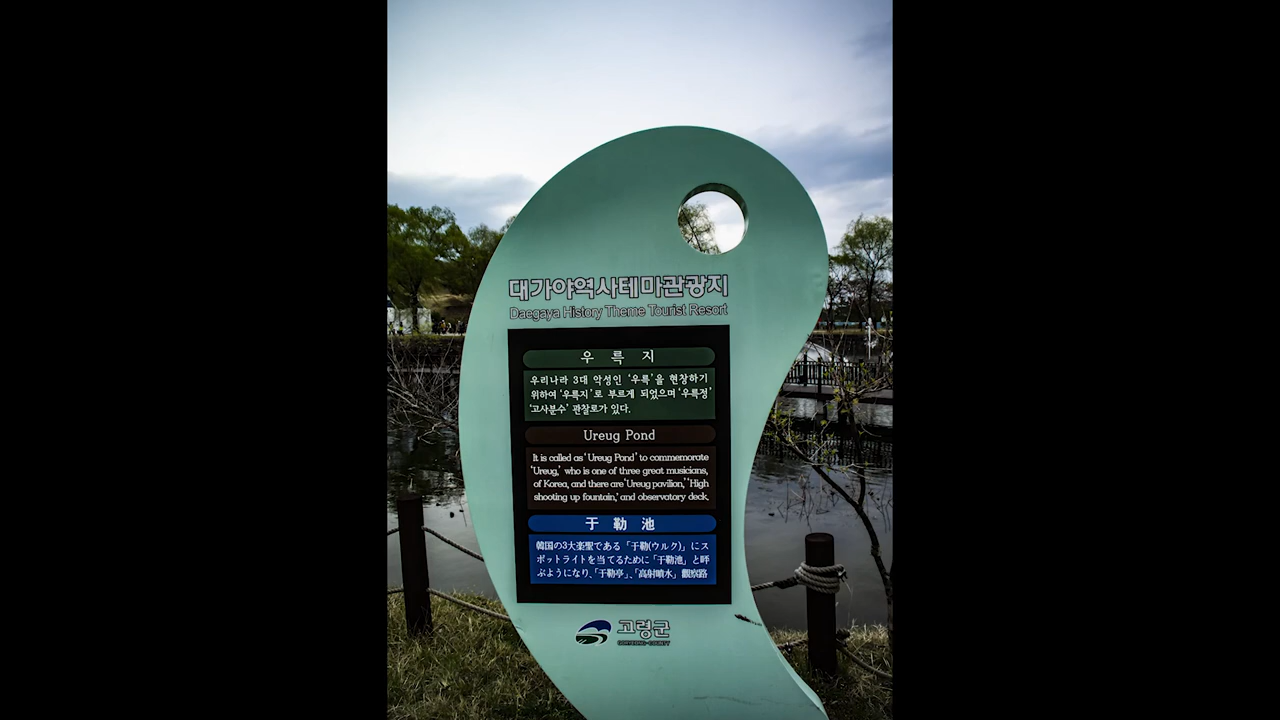 대가야역사테마관광지
Daegaya History Theme Tourist Resort
우 륵 지
우리나라 3대 악성인 '우륵'을 현창하기
위하여 '우륵지'로 부르게 되었으며 '우륵정'
'고사분수' 관찰로가 있다.
Ureug Pond
It is called as 'Ureug Pond' to commemorate
'Ureug,' who is one of three great musicians,
of Korea, and there are 'Ureug pavilion,' 'High
shooting up fountain,' and observatory deck.
于 勒 池
韓国の3大楽聖である「于勒(ウルク)」にス
ポットライトを当てるために「于勒池」と呼
ぶようになり、「于勒亭」、「高射噴水」觀察路
고령군
GORYEONG-COUNTY